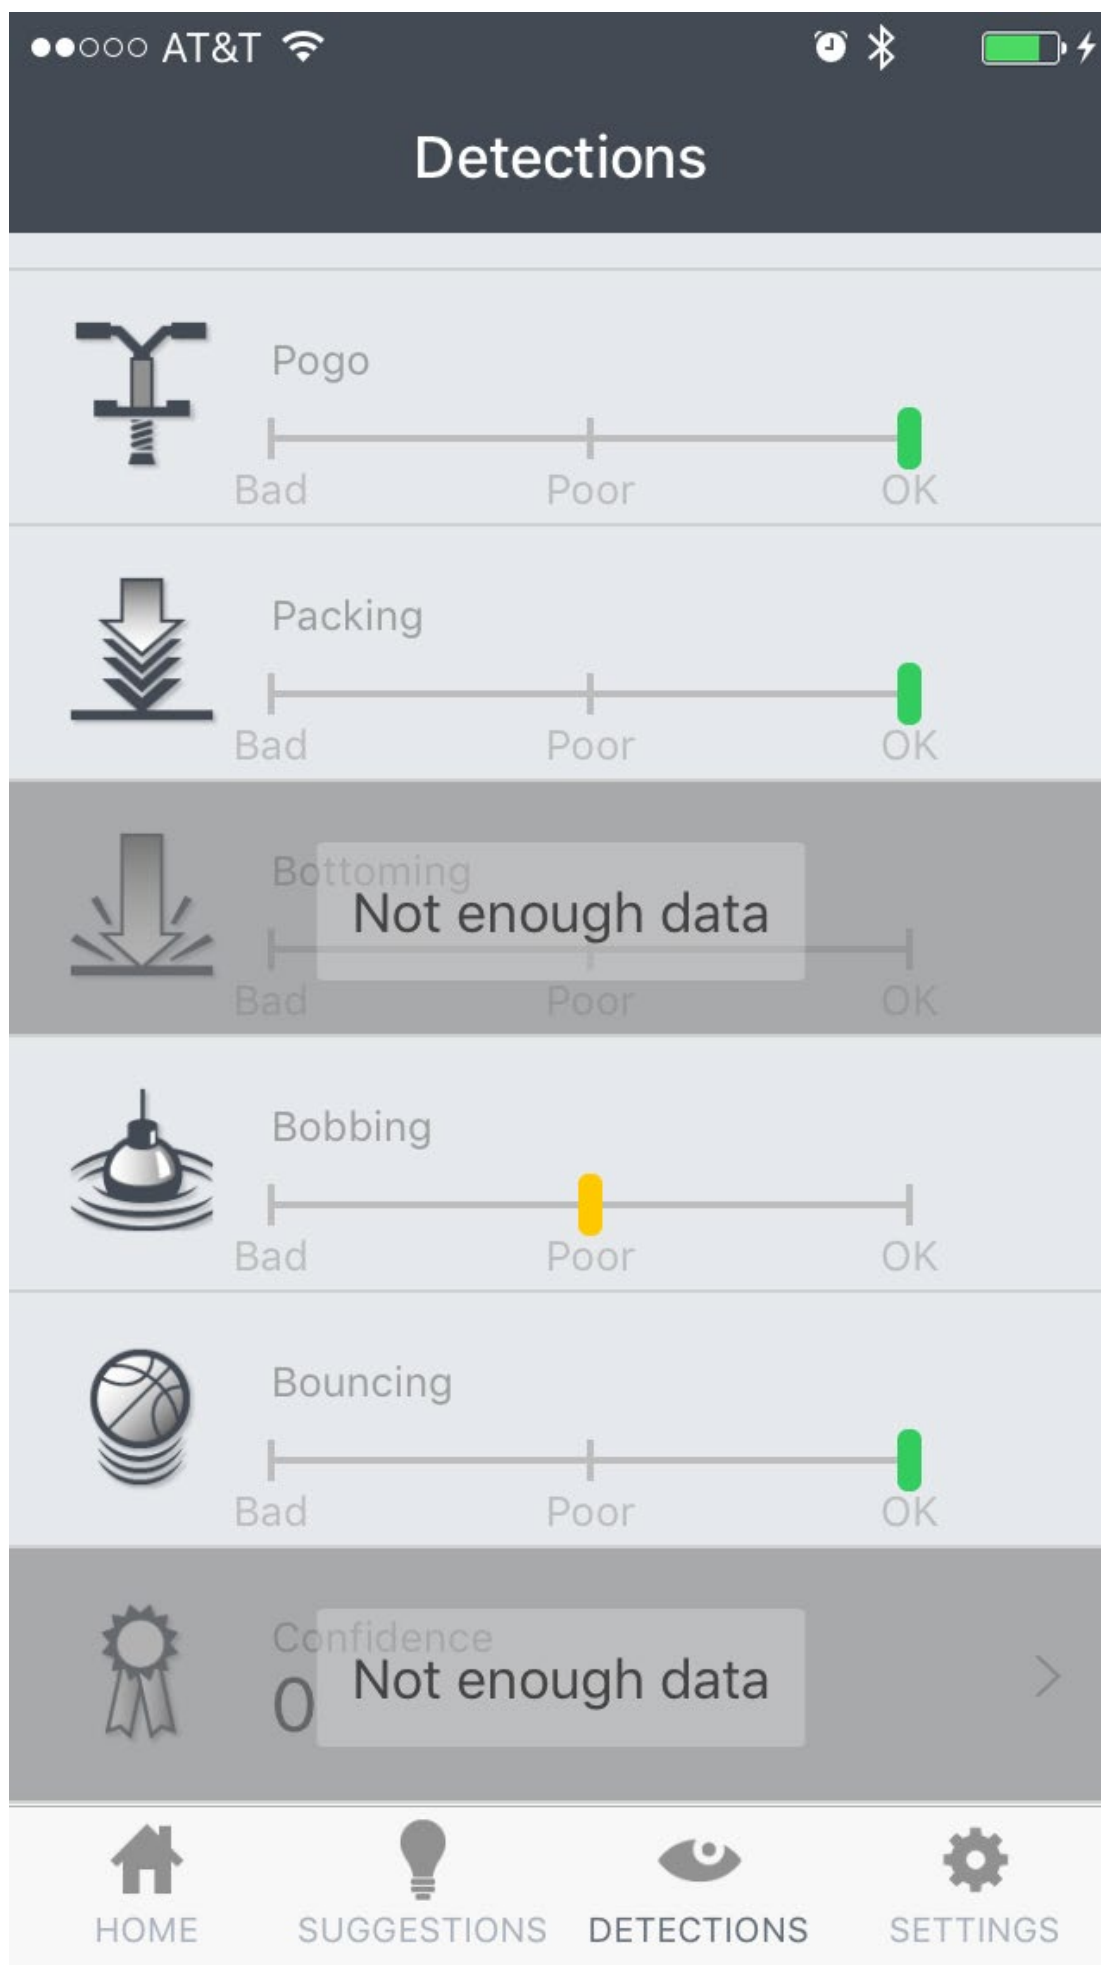 AT&T
Detections
Pogo
Bad Poor OK
Packing
Bad Poor OK
Bottoming
Not enough data
Bad Poor OK
Bobbing
Bad Poor OK
Bouncing
Bad Poor OK
Confidence
0 Not enough data
HOME SUGGESTIONS DETECTIONS SETTINGS